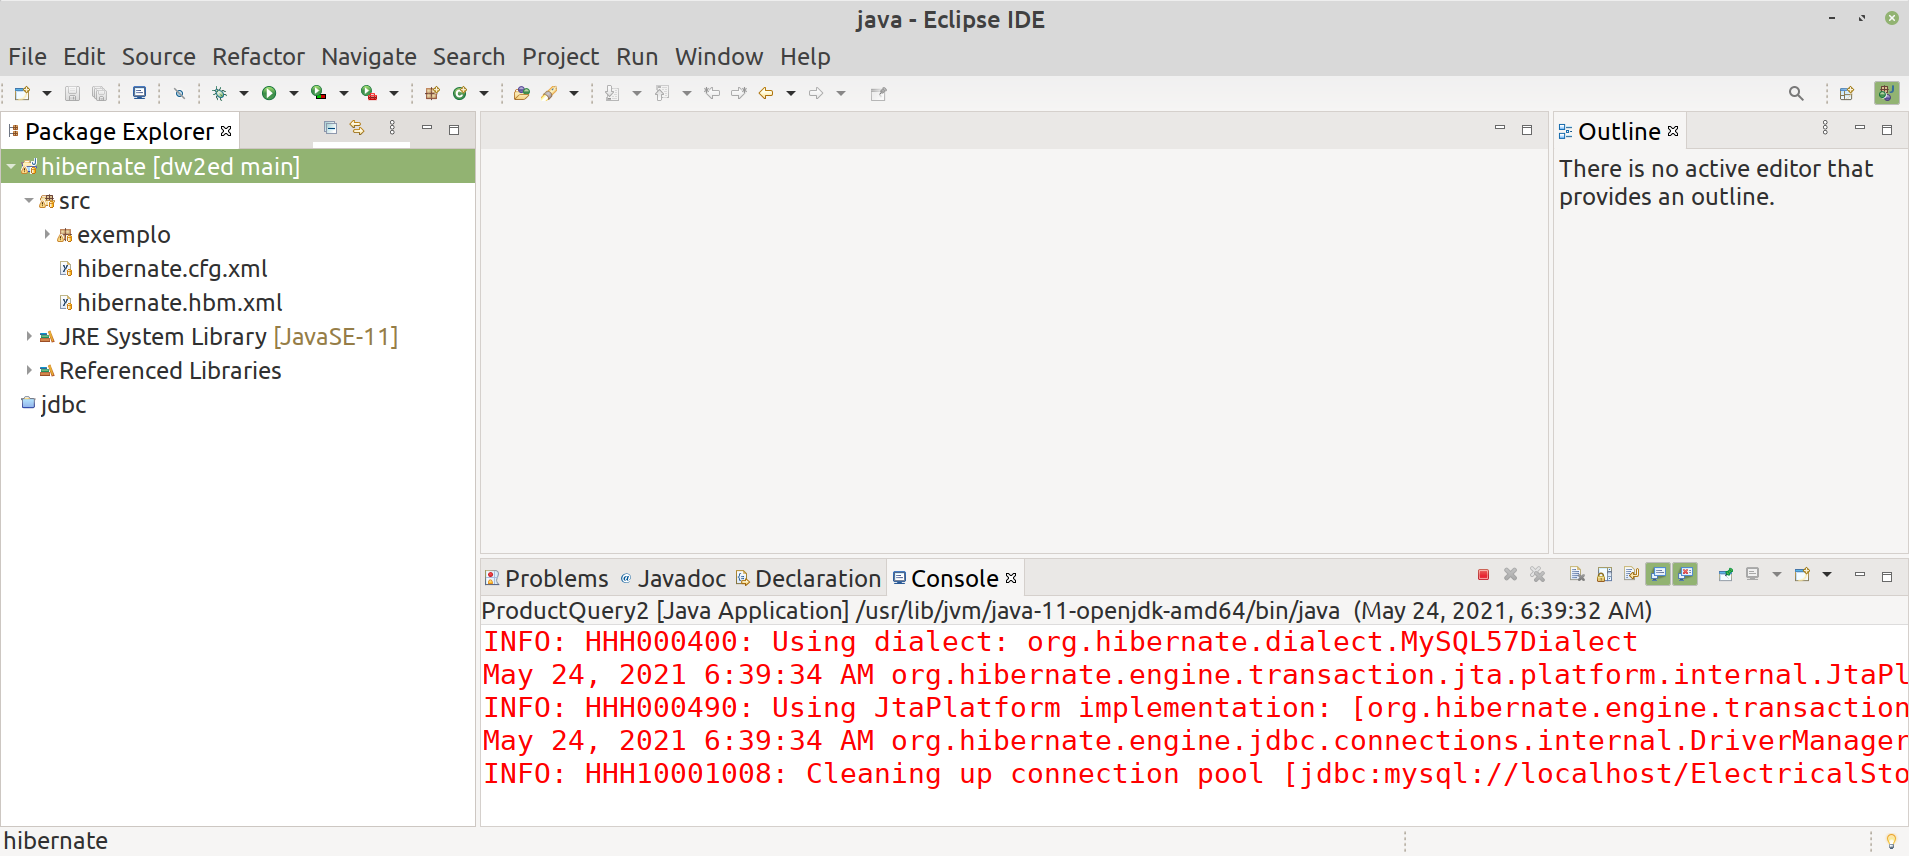 java - Eclipse IDE
File Edit Source Refactor Navigate Search Project Run Window Help
Package Explorer
hibernate [dw2ed main]
src
exemplo
hibernate.cfg.xml
hibernate.hbm.xml
JRE System Library [JavaSE-11]
Referenced Libraries
jdbc
Outline
There is no active editor that
provides an outline.
Problems @ Javadoc Declaration Console
ProductQuery2 [Java Application] /usr/lib/jvm/java-11-openjdk-amd64/bin/java (May 24, 2021, 6:39:32 AM)
INFO: HHH000400: Using dialect: org.hibernate.dialect.MySQL57Dialect
May 24, 2021 6:39:34 AM org.hibernate.engine.transaction.jta.platform.internal.JtaPl
INFO: HHH000490: Using JtaPlatform implementation: [org.hibernate.engine.transaction
May 24, 2021 6:39:34 AM org.hibernate.engine.jdbc.connections.internal.DriverManager
INFO: HHH10001008: Cleaning up connection pool [jdbc:mysql://localhost/ElectricalSto
hibernate